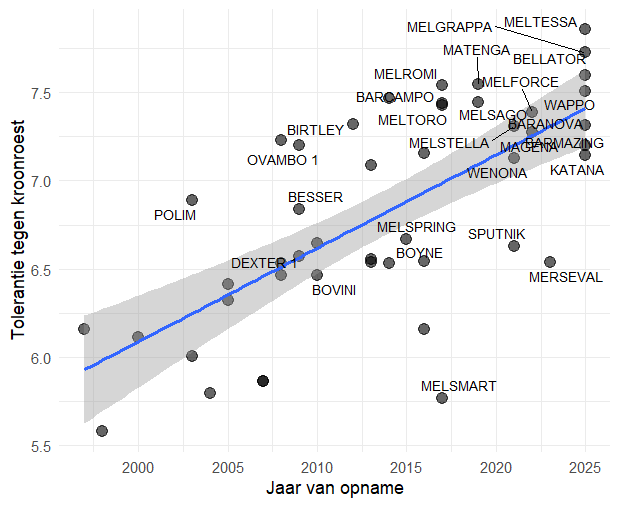 MELGRAPPA MELTESSA
MATENGA
BELLATOR
MELROMI
MELFORCE
BARCAMPO
WAPPO
MELTORO MELSAGO
BARANOVA
BIRTLEY
MELSTELLA
MAGENA
BARMAZING
OVAMBO 1
WENONA KATANA
BESSER
POLIM
MELSPRING
SPUTNIK
BOYNE
DEXTER 1
MERSEVAL
BOVINI
MELSMART
7.5
7.0
6.5
6.0
5.5
Tolerantie tegen kroonroest
2000 2005 2010 2015 2020 2025
Jaar van opname